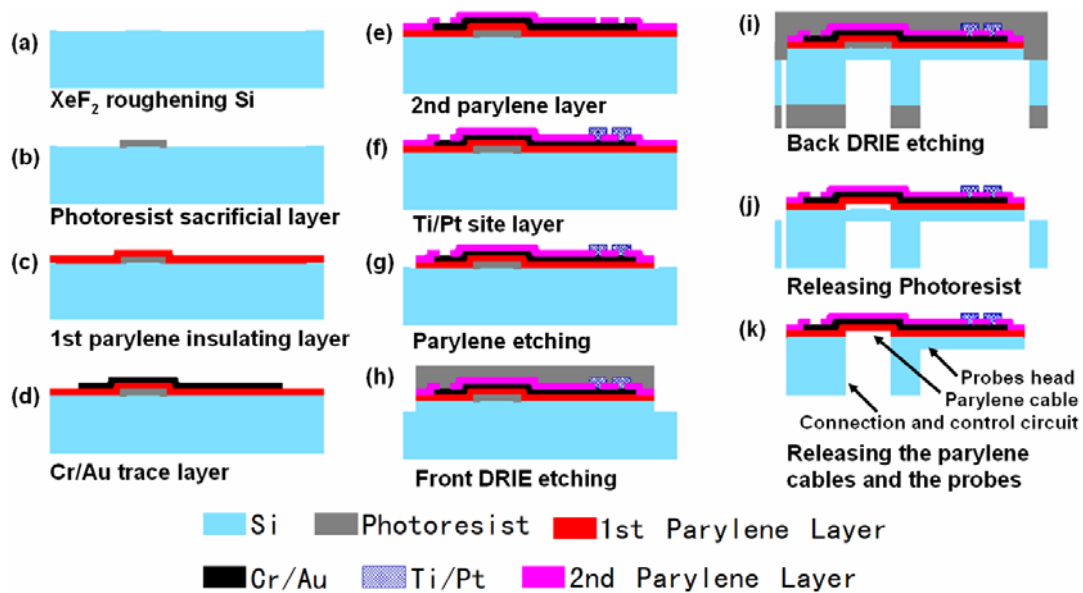 (a)
XeF2 roughening Si
(b)
Photoresist sacrificial layer
(c)
1st parylene insulating layer
(d)
Cr/Au trace layer
(e)
2nd parylene layer
(f)
Ti/Pt site layer
(g)
Parylene etching
(h)
Front DRIE etching
(i)
Back DRIE etching
(j)
Releasing Photoresist
(k)
Probes head
Parylene cable
Connection and control circuit
Releasing the parylene
cables and the probes
Si
Photoresist
1st Parylene Layer
Cr/Au
Ti/Pt
2nd Parylene Layer